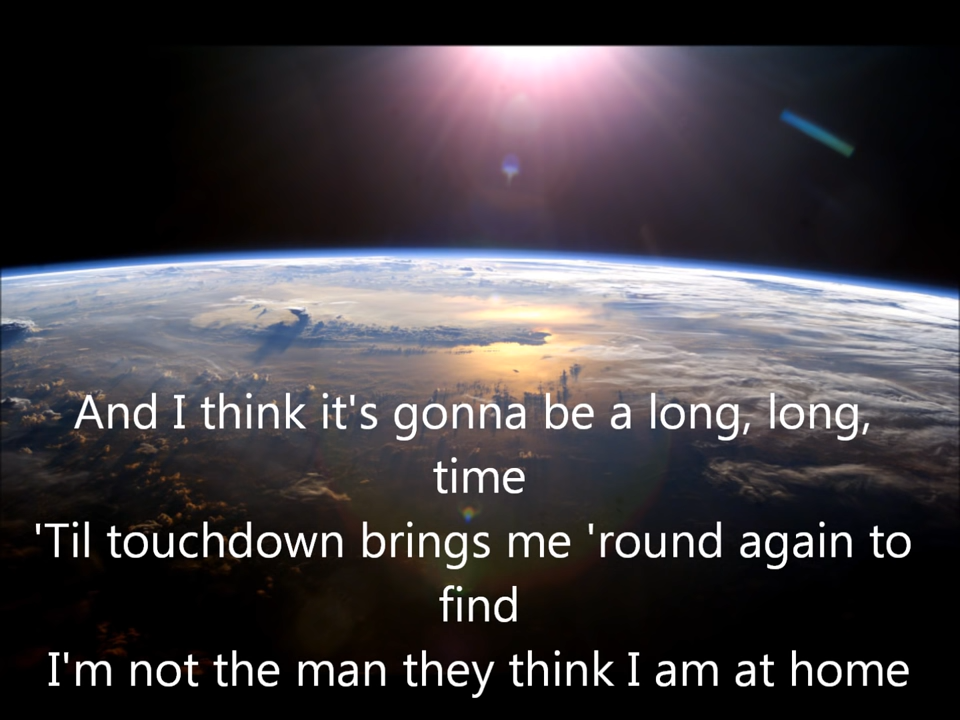 And I think it's gonna be a long, long,
time
'Til touchdown brings me 'round again to
find
I'm not the man they think I am at home